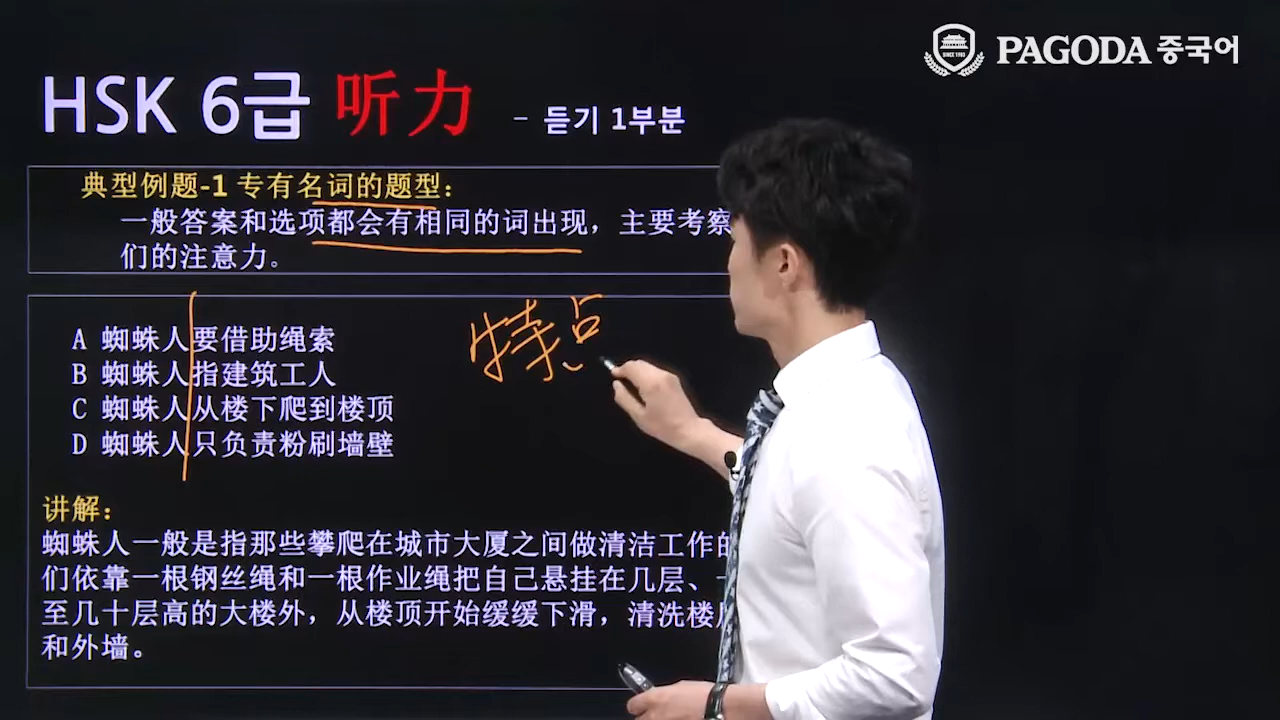 SINCE 1983
PAGODA 중국어
HSK 6급 听力 - 듣기 1부분
典型例题-1 专有名词的题型：
一般答案和选项都会有相同的词出现，主要考察
们的注意力。
特点
A 蜘蛛人要借助绳索
B 蜘蛛人指建筑工人
C 蜘蛛人从楼下爬到楼顶
D 蜘蛛人只负责粉刷墙壁
讲解：
蜘蛛人一般是指那些攀爬在城市大厦之间做清洁工作的
们依靠一根钢丝绳和一根作业绳把自己悬挂在几层、
至几十层高的大楼外，从楼顶开始缓缓下滑，清洗楼
和外墙。